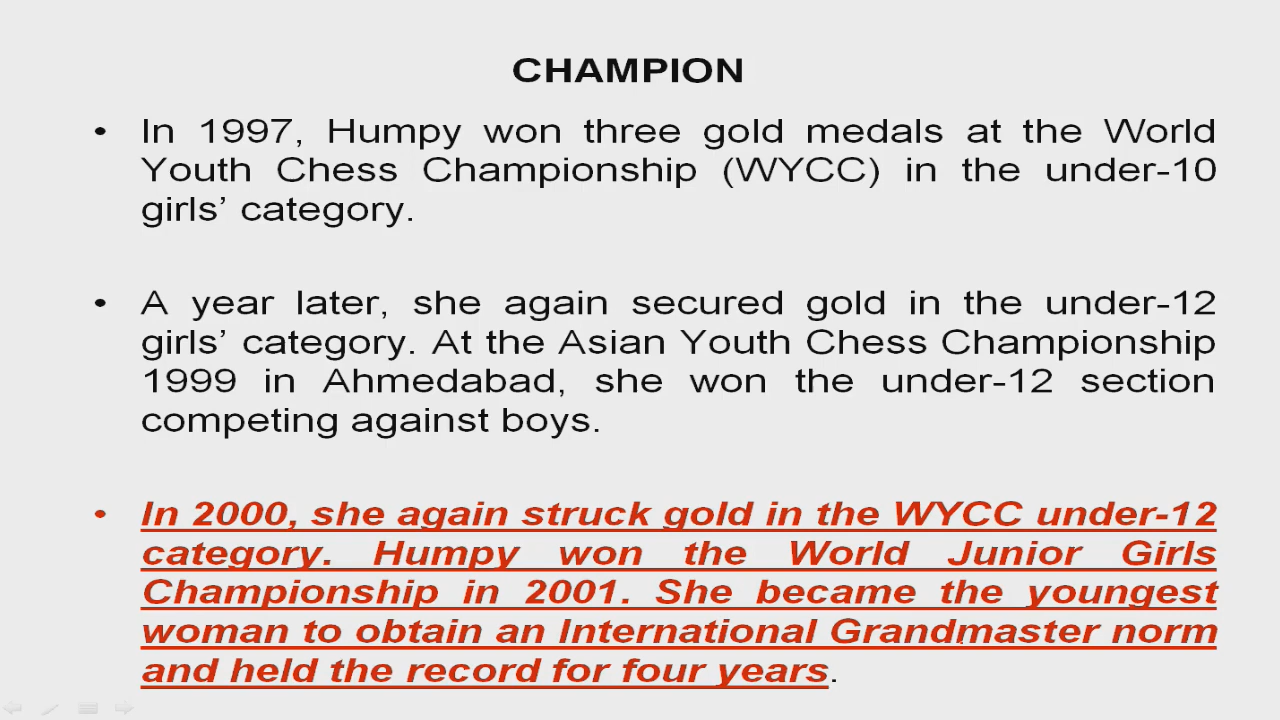 CHAMPION
• In 1997, Humpy won three gold medals at the World
Youth Chess Championship (WYCC) in the under-10
girls’ category.
• A year later, she again secured gold in the under-12
girls’ category. At the Asian Youth Chess Championship
1999 in Ahmedabad, she won the under-12 section
competing against boys.
• In 2000, she again struck gold in the WYCC under-12
category. Humpy won the World Junior Girls
Championship in 2001. She became the youngest
woman to obtain an International Grandmaster norm
and held the record for four years.